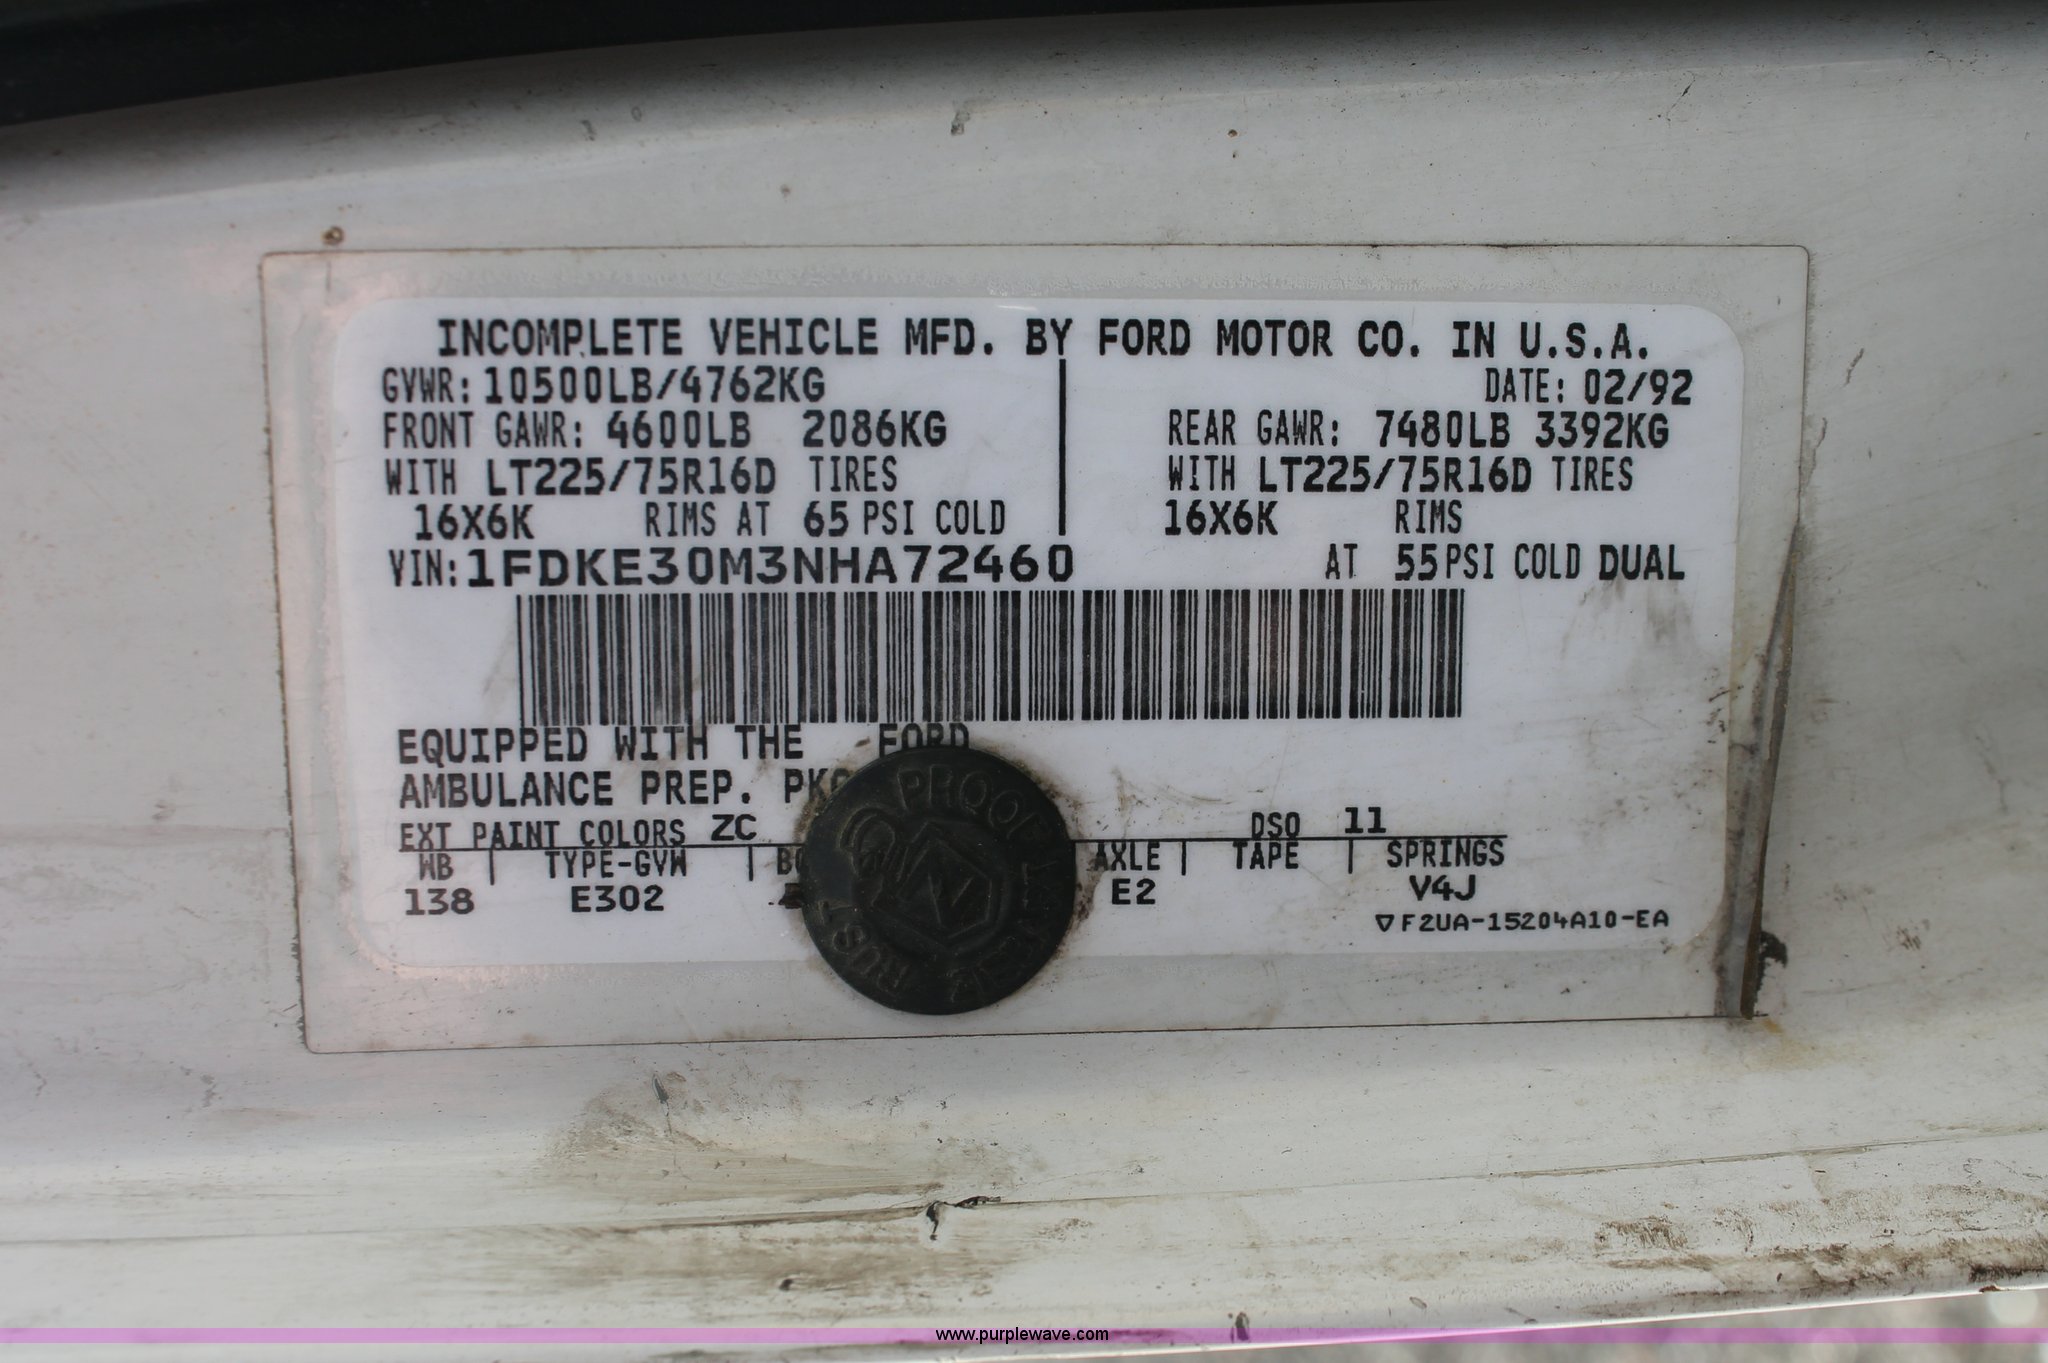 INCOMPLETE VEHICLE MFD. BY FORD MOTOR CO. IN U.S.A.
GVWR: 10500LB/4762KG DATE: 02/92
FRONT GAWR: 4600LB 2086KG REAR GAWR: 7480LB 3392KG
WITH LT225/75R16D TIRES WITH LT225/75R16D TIRES
16X6K RIMS AT 65 PSI COLD 16X6K RIMS
VIN: 1FDKE30M3NHA72460 AT 55 PSI COLD DUAL
EQUIPPED WITH THE FORD
AMBULANCE PREP. PKG
EXT PAINT COLORS ZC DSO 11
WB | TYPE-GVW | AXLE | TAPE | SPRINGS
138 E302 E2 V4J
▽F2UA-15204A10-EA
PROOF
RUST
www.purplewave.com